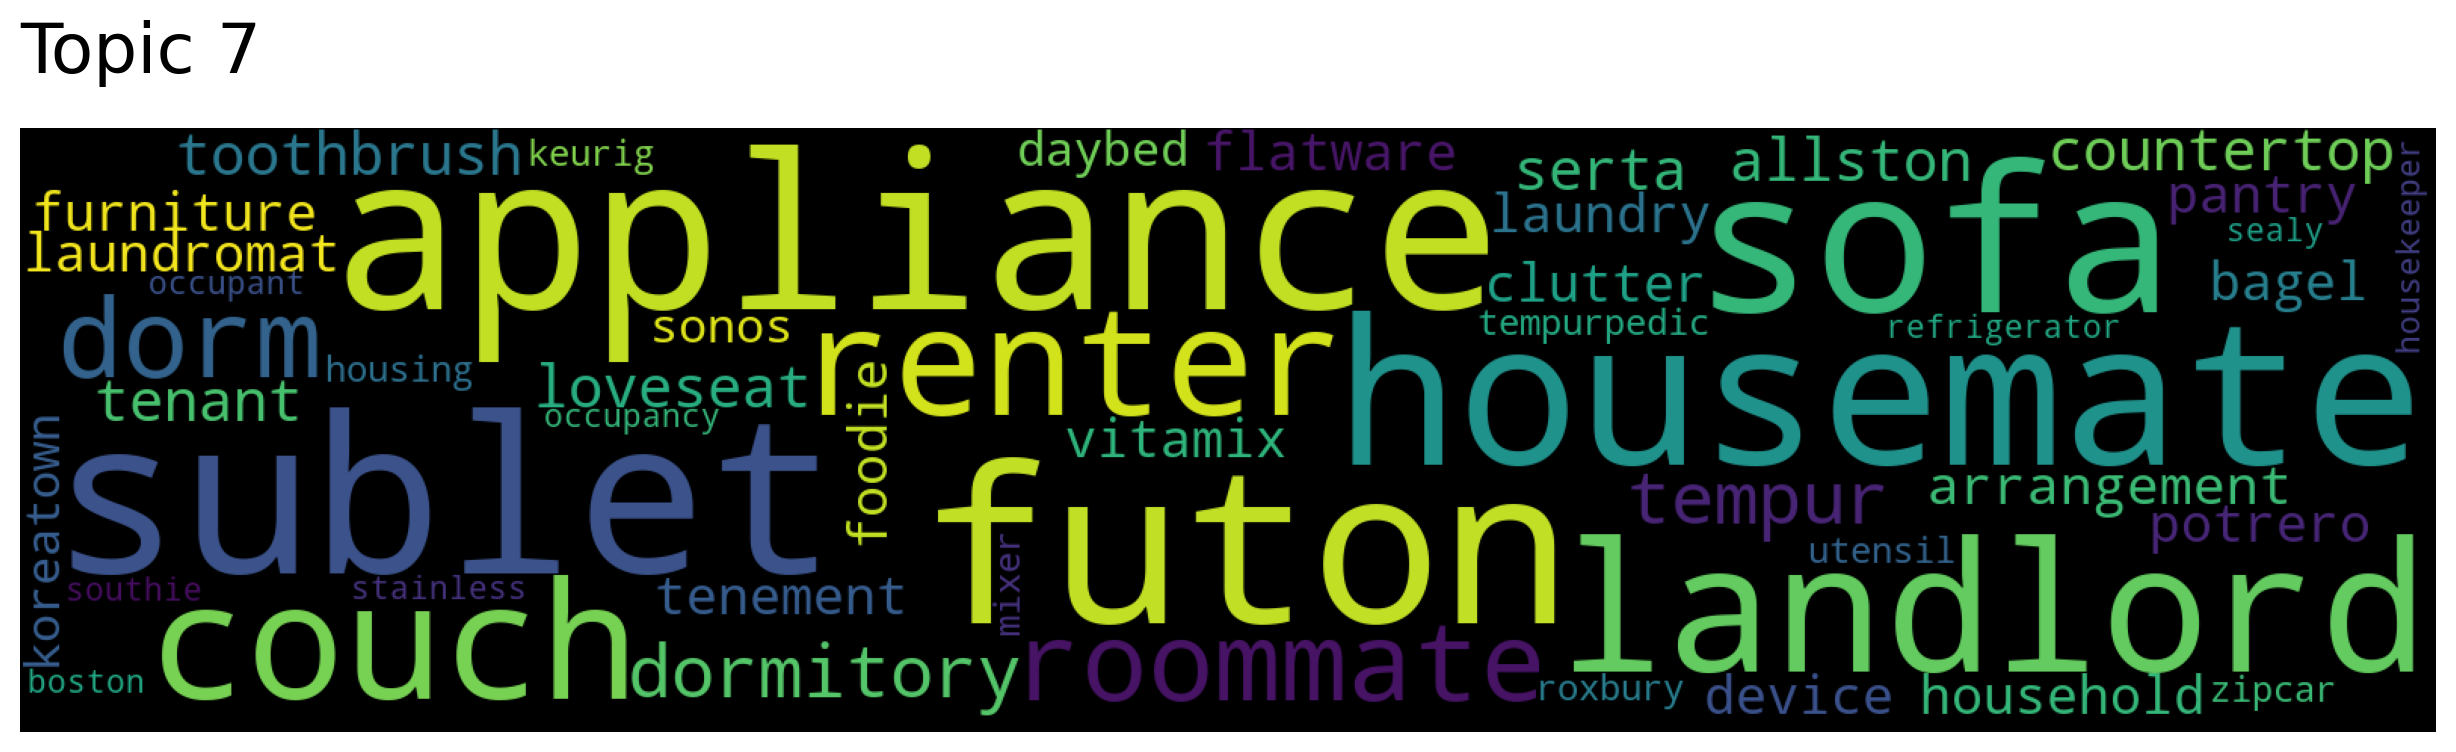 Topic 7
toothbrush
keurig
daybed
flatware
serta
allston
countertop
furniture
appliance
laundry
sofa
pantry
housekeeper
laundromat
sealy
occupant
clutter
bagel
dorm
sonos
renter
tempurpedic
refrigerator
housing
loveseat
foodie
housemate
tenant
occupancy
vitamix
koreatown
sublet
futon
tempur
arrangement
potrero
southie
stainless
tenement
mixer
utensil
landlord
couch
dormitory
roommate
boston
roxbury
device
household
zipcar